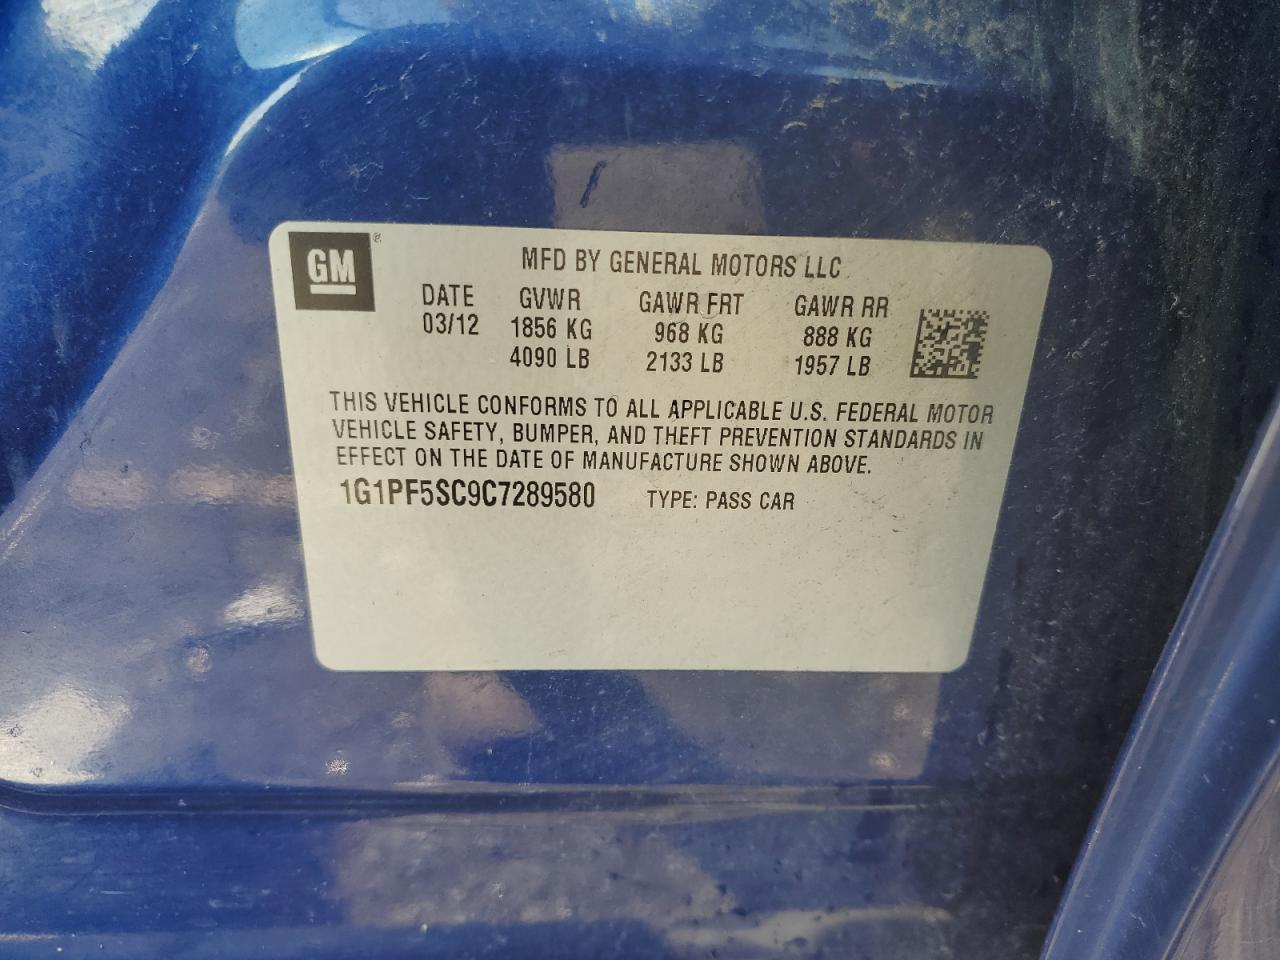 GM®
MFD BY GENERAL MOTORS LLC
DATE GVWR GAWR FRT GAWR RR
03/12 1856 KG 968 KG 888 KG
4090 LB 2133 LB 1957 LB
THIS VEHICLE CONFORMS TO ALL APPLICABLE U.S. FEDERAL MOTOR
VEHICLE SAFETY, BUMPER, AND THEFT PREVENTION STANDARDS IN
EFFECT ON THE DATE OF MANUFACTURE SHOWN ABOVE.
1G1PF5SC9C7289580 TYPE: PASS CAR